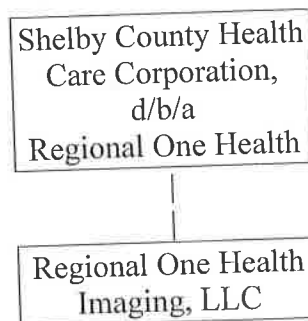 Shelby County Health
Care Corporation,
d/b/a
Regional One Health
Regional One Health
Imaging, LLC